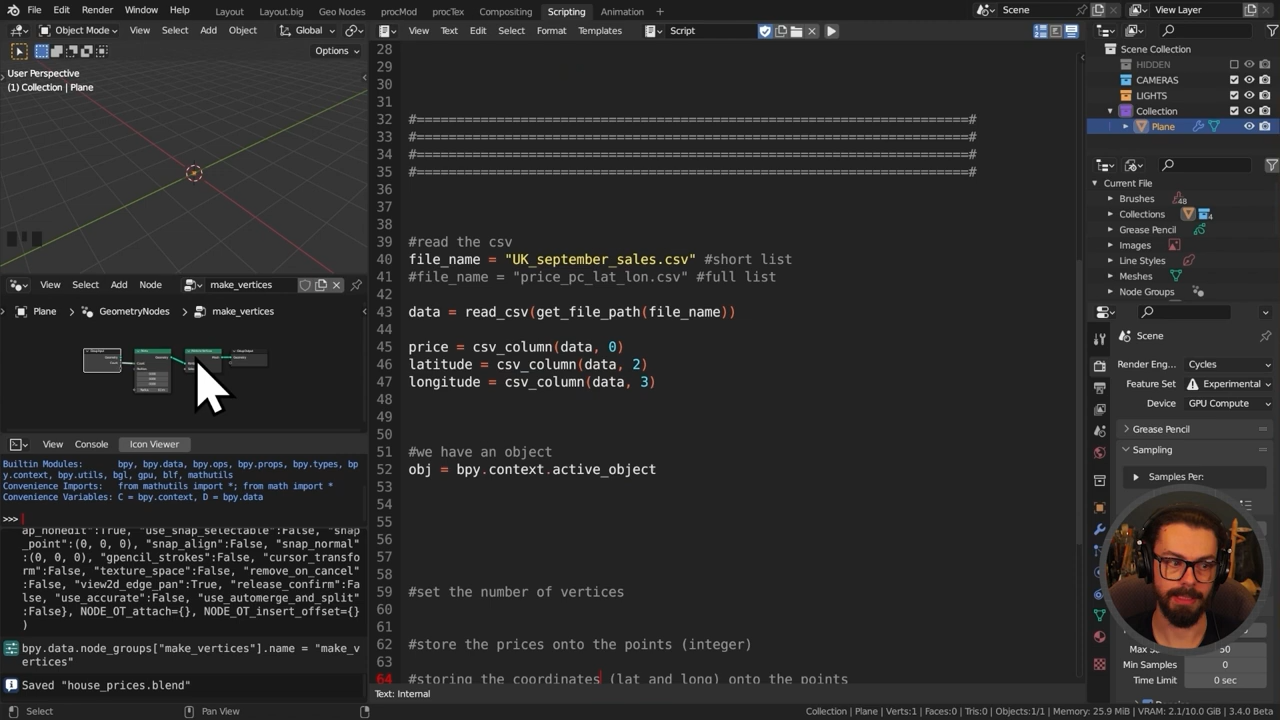 File Edit Render Window Help Layout Layout.big Geo Nodes procMod procTex Compositing Scripting Animation + Scene View Layer
Object Mode View Select Add Object Global
Options
User Perspective
(1) Collection | Plane
View Select Add Node make_vertices
Plane > GeometryNodes > make_vertices
View Console Icon Viewer
Builtin Modules: bpy, bpy.data, bpy.ops, bpy.props, bpy.types, bp
y.context, bpy.utils, bgl, gpu, blf, mathutils
Convenience Imports: from mathutils import *; from math import *
Convenience Variables: C = bpy.context, D = bpy.data
>>>
ap_nonedit":True, "use_snap_selectable":False, "snap
_point":(0, 0, 0), "snap_align":False, "snap_normal"
:(0, 0, 0), "gpencil_strokes":False, "cursor_transfo
rm":False, "texture_space":False, "remove_on_cancel"
:False, "view2d_edge_pan":True, "release_confirm":Fa
lse, "use_accurate":False, "use_automerge_and_split"
:False}, NODE_OT_attach={}, NODE_OT_insert_offset={}
)
bpy.data.node_groups["make_vertices"].name = "make_v
ertices"
Saved "house_prices.blend"
View Text Edit Select Format Templates Script
28
29
30
31
32 #=====================================================================#
33 #=====================================================================#
34 #=====================================================================#
35 #=====================================================================#
36
37
38
39 #read the csv
40 file_name = "UK_september_sales.csv" #short list
41 #file_name = "price_pc_lat_lon.csv" #full list
42
43 data = read_csv(get_file_path(file_name))
44
45 price = csv_column(data, 0)
46 latitude = csv_column(data, 2)
47 longitude = csv_column(data, 3)
48
49
50
51 #we have an object
52 obj = bpy.context.active_object
53
54
55
56
57
58
59 #set the number of vertices
60
61
62 #store the prices onto the points (integer)
63
64 #storing the coordinates (lat and long) onto the points
Text: Internal
Scene Collection
HIDDEN
CAMERAS
LIGHTS
Collection
Plane
Current File
Brushes 48
Collections 4
Grease Pencil
Images
Line Styles
Meshes
Node Groups
Scene
Render Eng.. Cycles
Feature Set Experimental
Device GPU Compute
Grease Pencil
Sampling
Samples Per:
Max Sa 50
Min Samples 0
Time Limit 0 sec
Select Pan View
Collection | Plane | Verts:1 | Faces:0 | Tris:0 | Objects:1/1 | Memory: 25.9 MiB | VRAM: 2.1/10.0 GiB | 3.4.0 Beta